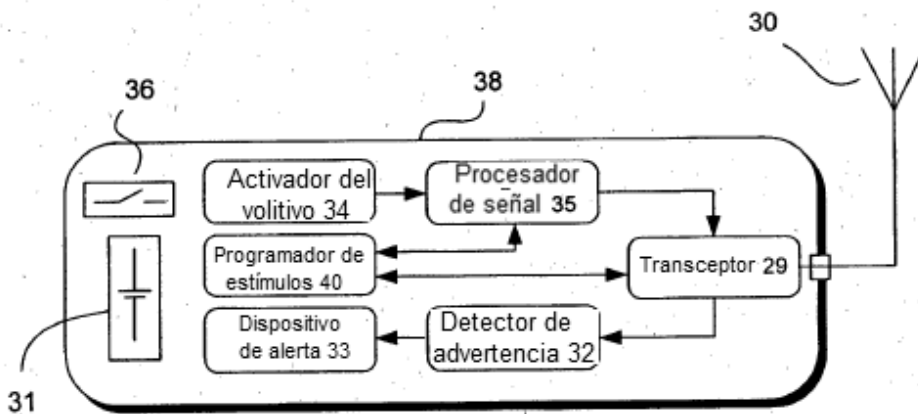 30
36
38
Activador del
volitivo 34
Procesador
de señal 35
Programador de
estímulos 40
Transceptor 29
Dispositivo
de alerta 33
Detector de
advertencia 32
31